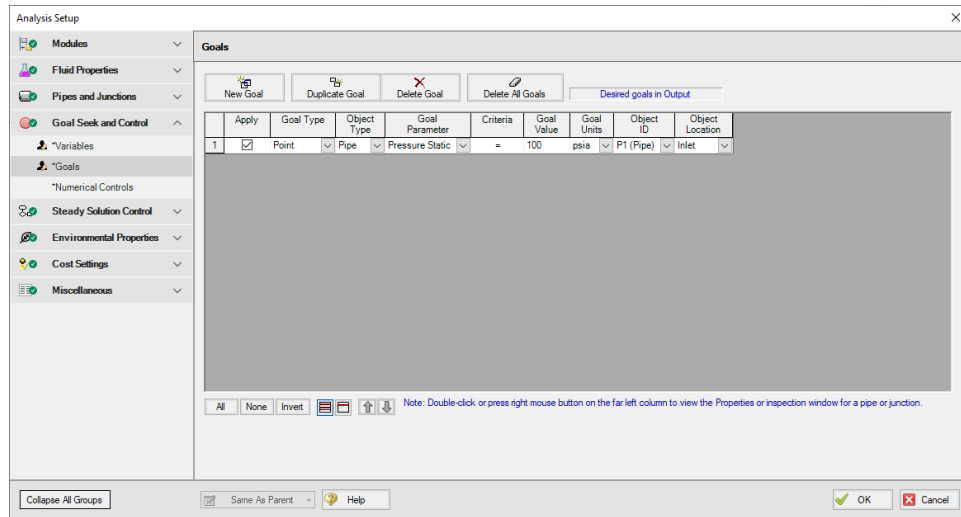 Analysis Setup
Modules
Goals
Fluid Properties
New Goal Duplicate Goal Delete Goal Delete All Goals Desired goals in Output
Pipes and Junctions
Goal Seek and Control
Apply Goal Type Object Type Goal Parameter Criteria Goal Value Goal Units Object ID Object Location
1 Point Pipe Pressure Static = 100 psia P1 (Pipe) Inlet
*Variables
*Goals
*Numerical Controls
Steady Solution Control
Environmental Properties
Cost Settings
Miscellaneous
All None Invert Note: Double-click or press right mouse button on the far left column to view the Properties or inspection window for a pipe or junction.
Collapse All Groups Same As Parent Help OK Cancel